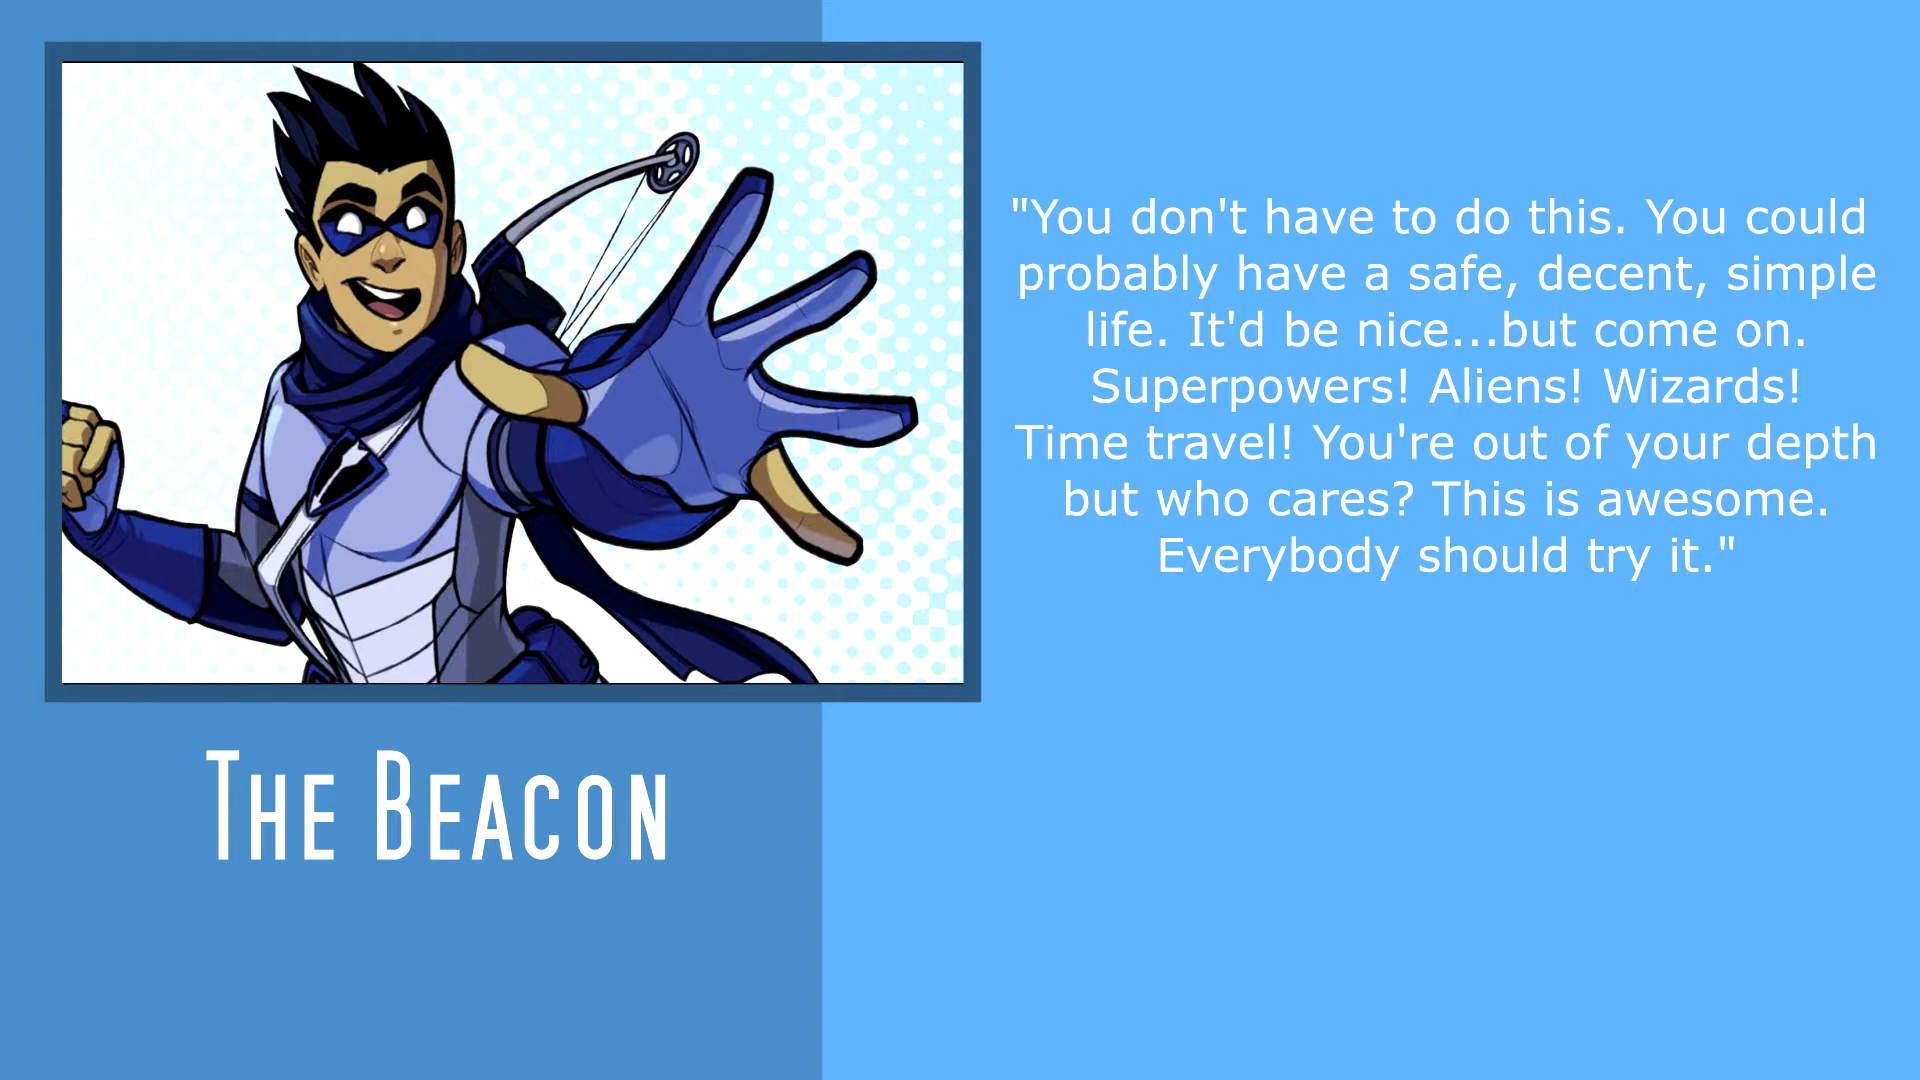 "You don't have to do this. You could
probably have a safe, decent, simple
life. It'd be nice...but come on.
Superpowers! Aliens! Wizards!
Time travel! You're out of your depth
but who cares? This is awesome.
Everybody should try it."
The Beacon